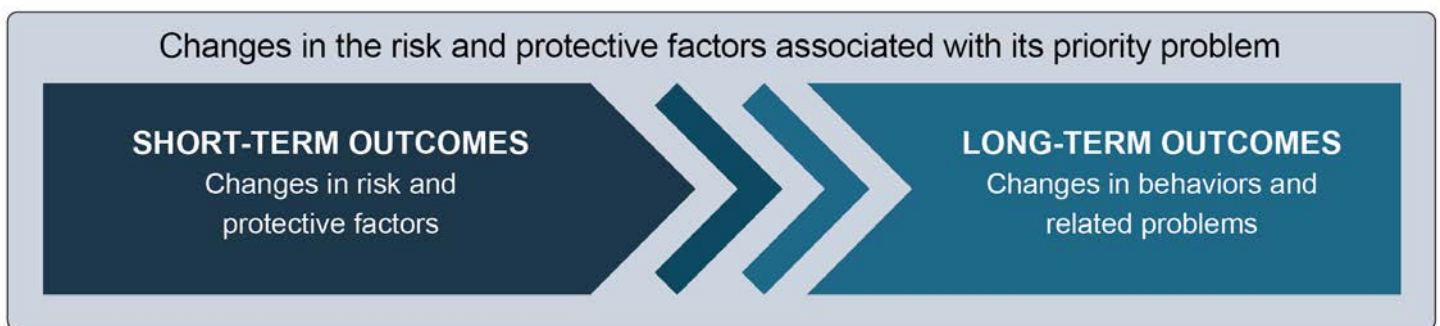 Changes in the risk and protective factors associated with its priority problem
SHORT-TERM OUTCOMES
Changes in risk and
protective factors
LONG-TERM OUTCOMES
Changes in behaviors and
related problems